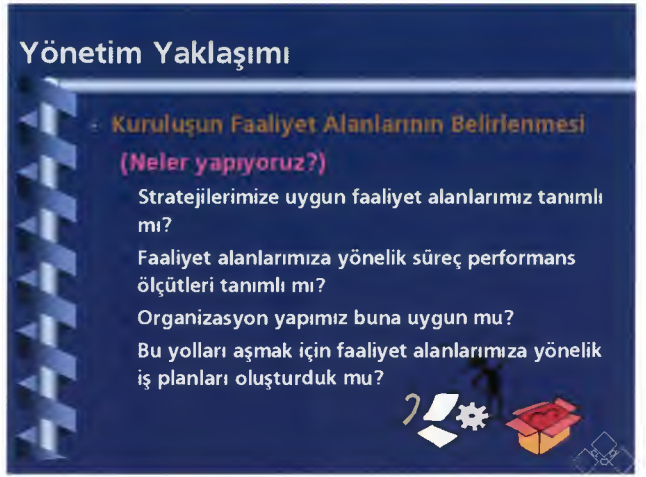 Yönetim Yaklaşımı
- Kuruluşun Faaliyet Alanlarının Belirlenmesi
(Neler yapıyoruz?)
Stratejilerimize uygun faaliyet alanlarımız tanımlı
mı?
Faaliyet alanlarımıza yönelik süreç performans
ölçütleri tanımlı mı?
Organizasyon yapımız buna uygun mu?
Bu yolları aşmak için faaliyet alanlarımıza yönelik
iş planları oluşturduk mu?